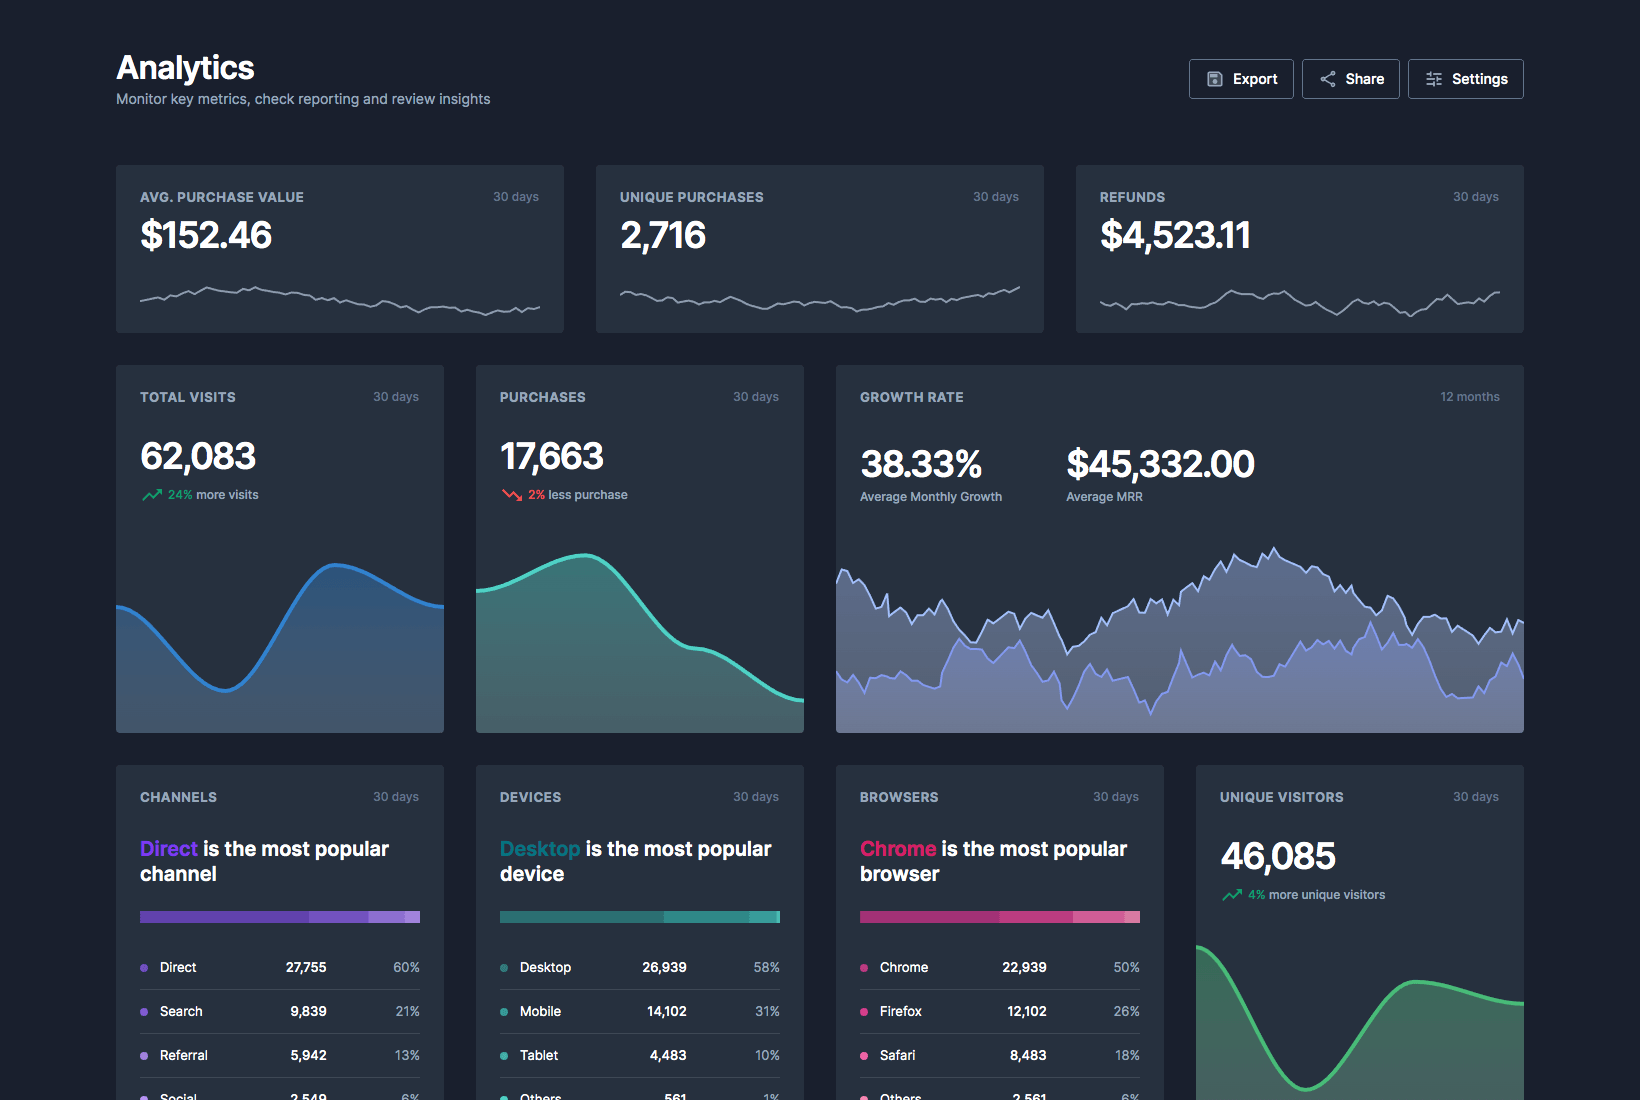 Analytics
Monitor key metrics, check reporting and review insights
Export
Share
Settings
AVG. PURCHASE VALUE
30 days
$152.46
UNIQUE PURCHASES
30 days
2,716
REFUNDS
30 days
$4,523.11
TOTAL VISITS
30 days
62,083
24% more visits
PURCHASES
30 days
17,663
2% less purchase
GROWTH RATE
12 months
38.33%
Average Monthly Growth
$45,332.00
Average MRR
CHANNELS
30 days
Direct is the most popular
channel
Direct 27,755 60%
Search 9,839 21%
Referral 5,942 13%
Social 2,549 6%
DEVICES
30 days
Desktop is the most popular
device
Desktop 26,939 58%
Mobile 14,102 31%
Tablet 4,483 10%
Others 561 1%
BROWSERS
30 days
Chrome is the most popular
browser
Chrome 22,939 50%
Firefox 12,102 26%
Safari 8,483 18%
Others 2,561 6%
UNIQUE VISITORS
30 days
46,085
4% more unique visitors